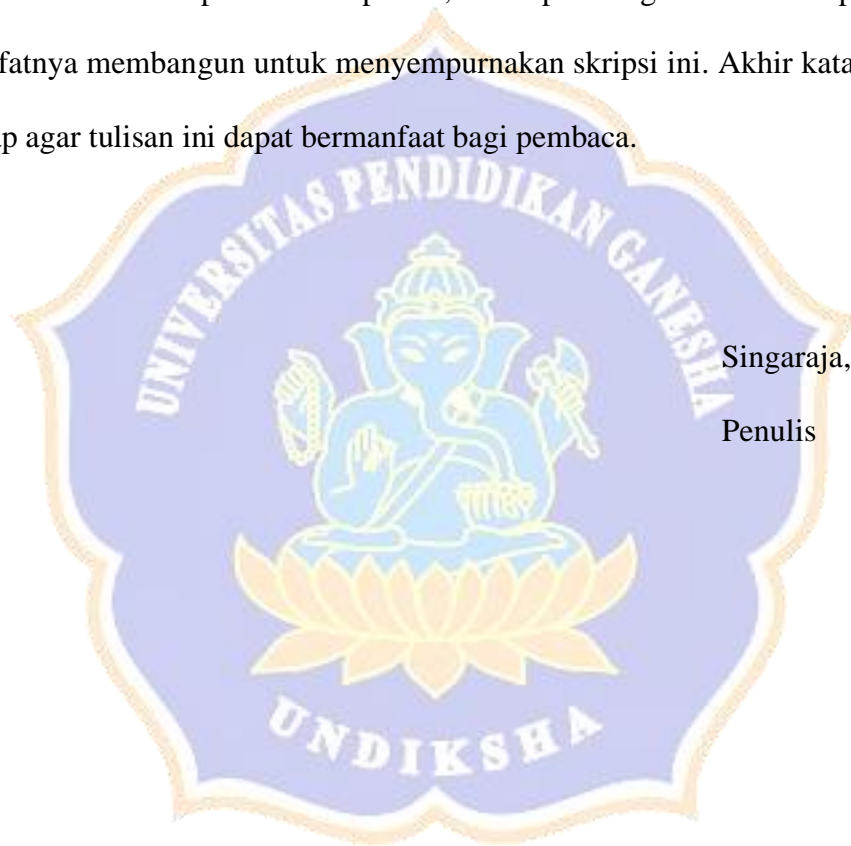 fatnya membangun untuk menyempurnakan skripsi ini. Akhir kata
p agar tulisan ini dapat bermanfaat bagi pembaca.
UNIVERSITAS PENDIDIKAN GANESHA
Singaraja,
Penulis
UNDIKSHA